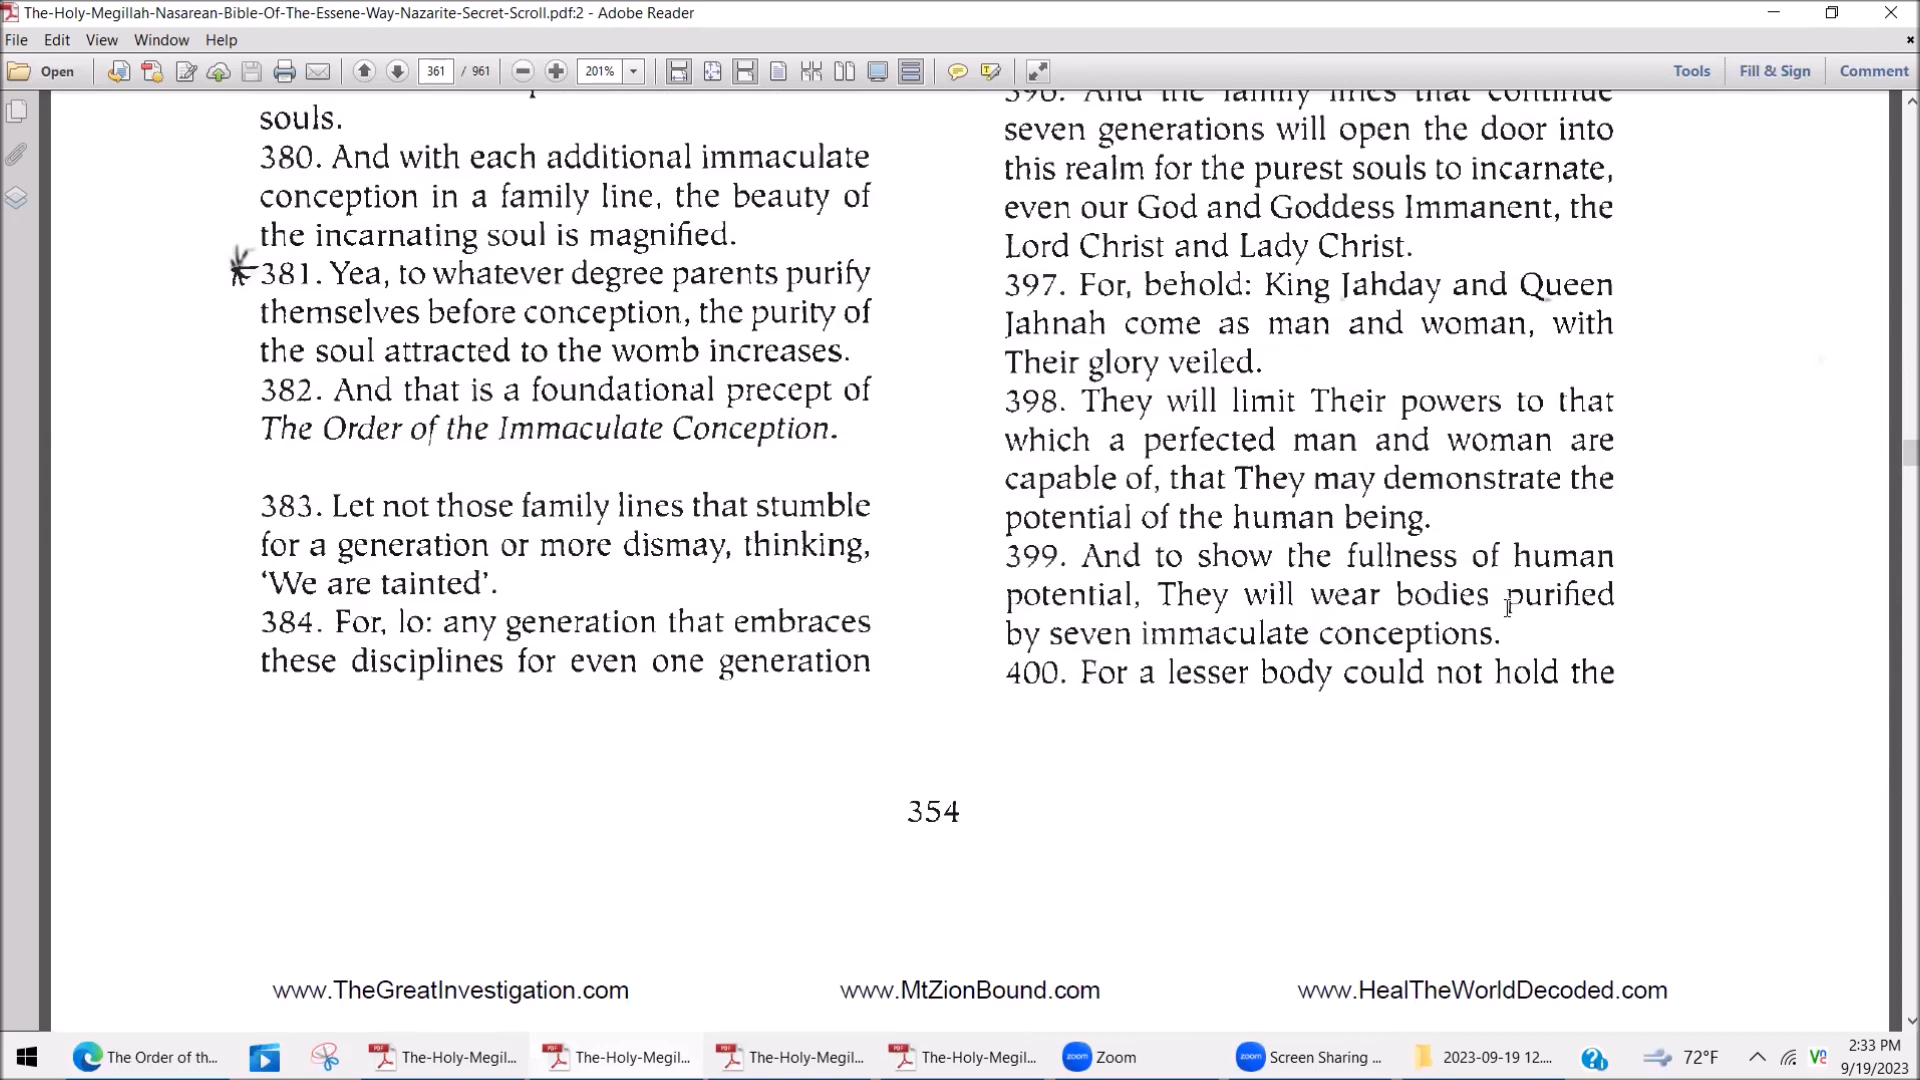 The-Holy-Megillah-Nasarean-Bible-Of-The-Essene-Way-Nazarite-Secret-Scroll.pdf:2 - Adobe Reader
File Edit View Window Help
Open 361 / 961 201% Tools Fill & Sign Comment
souls.
380. And with each additional immaculate
conception in a family line, the beauty of
the incarnating soul is magnified.
381. Yea, to whatever degree parents purify
themselves before conception, the purity of
the soul attracted to the womb increases.
382. And that is a foundational precept of
The Order of the Immaculate Conception.
383. Let not those family lines that stumble
for a generation or more dismay, thinking,
‘We are tainted’.
384. For, lo: any generation that embraces
these disciplines for even one generation
396. And the family lines that continue
seven generations will open the door into
this realm for the purest souls to incarnate,
even our God and Goddess Immanent, the
Lord Christ and Lady Christ.
397. For, behold: King Jahday and Queen
Jahnah come as man and woman, with
Their glory veiled.
398. They will limit Their powers to that
which a perfected man and woman are
capable of, that They may demonstrate the
potential of the human being.
399. And to show the fullness of human
potential, They will wear bodies purified
by seven immaculate conceptions.
400. For a lesser body could not hold the
354
www.TheGreatInvestigation.com www.MtZionBound.com www.HealTheWorldDecoded.com
The Order of th... The-Holy-Megil... The-Holy-Megil... The-Holy-Megil... The-Holy-Megil... zoom Zoom zoom Screen Sharing ... 2023-09-19 12.... 72°F 2:33 PM
9/19/2023